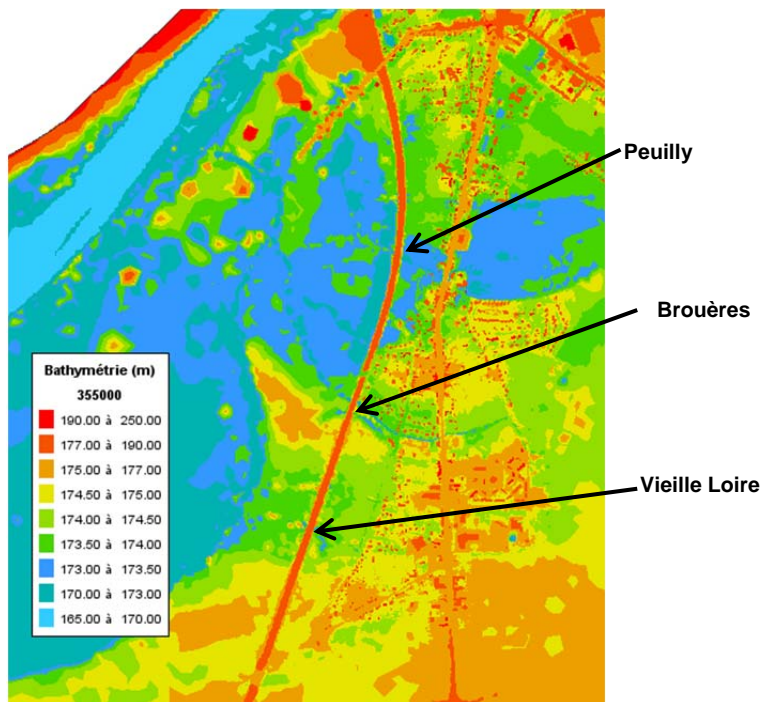 Peuilly
Brouères
Vieille Loire
Bathymétrie (m)
355000
190.00 à 250.00
177.00 à 190.00
175.00 à 177.00
174.50 à 175.00
174.00 à 174.50
173.50 à 174.00
173.00 à 173.50
170.00 à 173.00
165.00 à 170.00